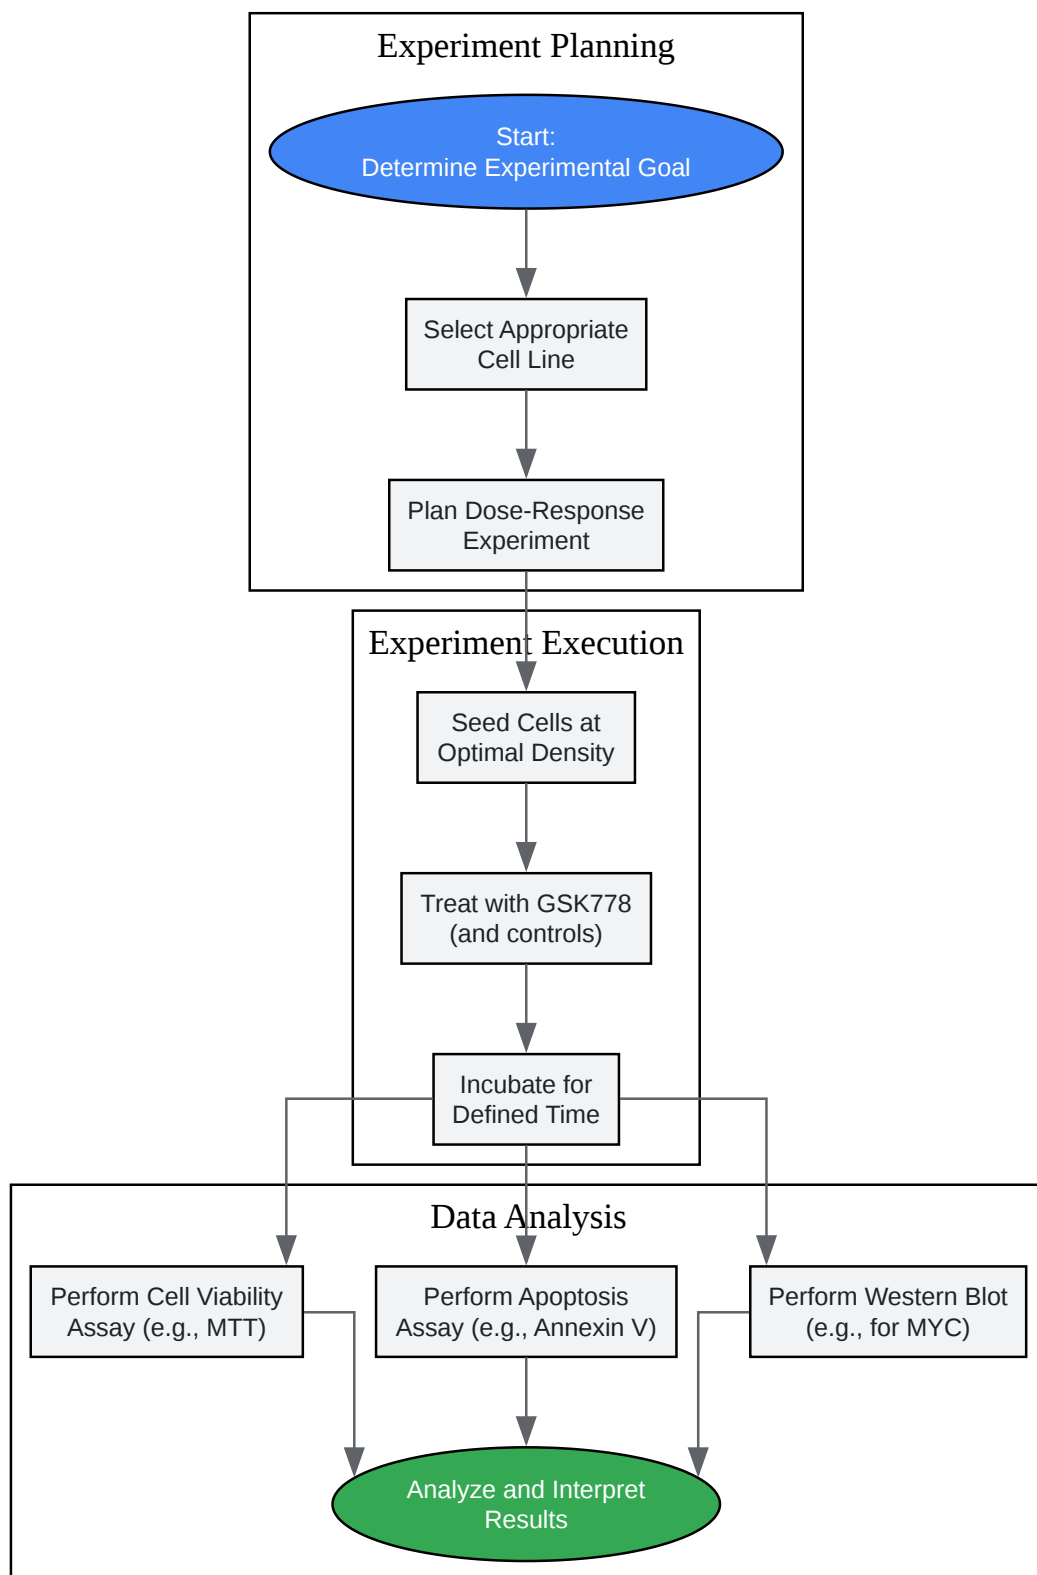 Experiment Planning
Start:
Determine Experimental Goal
Select Appropriate
Cell Line
Plan Dose-Response
Experiment
Experiment Execution
Seed Cells at
Optimal Density
Treat with GSK778
(and controls)
Incubate for
Defined Time
Data Analysis
Perform Cell Viability
Assay (e.g., MTT)
Perform Apoptosis
Assay (e.g., Annexin V)
Perform Western Blot
(e.g., for MYC)
Analyze and Interpret
Results